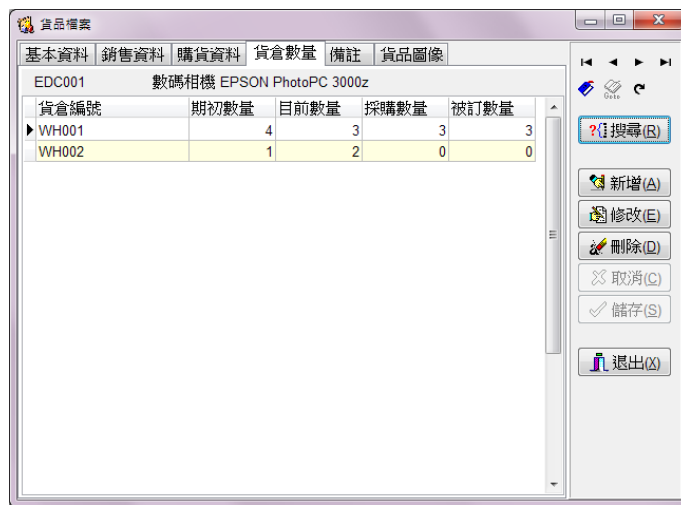 貨品檔案
基本資料 銷售資料 購貨資料 貨倉數量 備註 貨品圖像
EDC001 數碼相機 EPSON PhotoPC 3000z
貨倉編號 期初數量 目前數量 採購數量 被訂數量
WH001 4 3 3 3
WH002 1 2 0 0
Goto
搜尋(R)
新增(A)
修改(E)
刪除(D)
取消(C)
儲存(S)
退出(X)